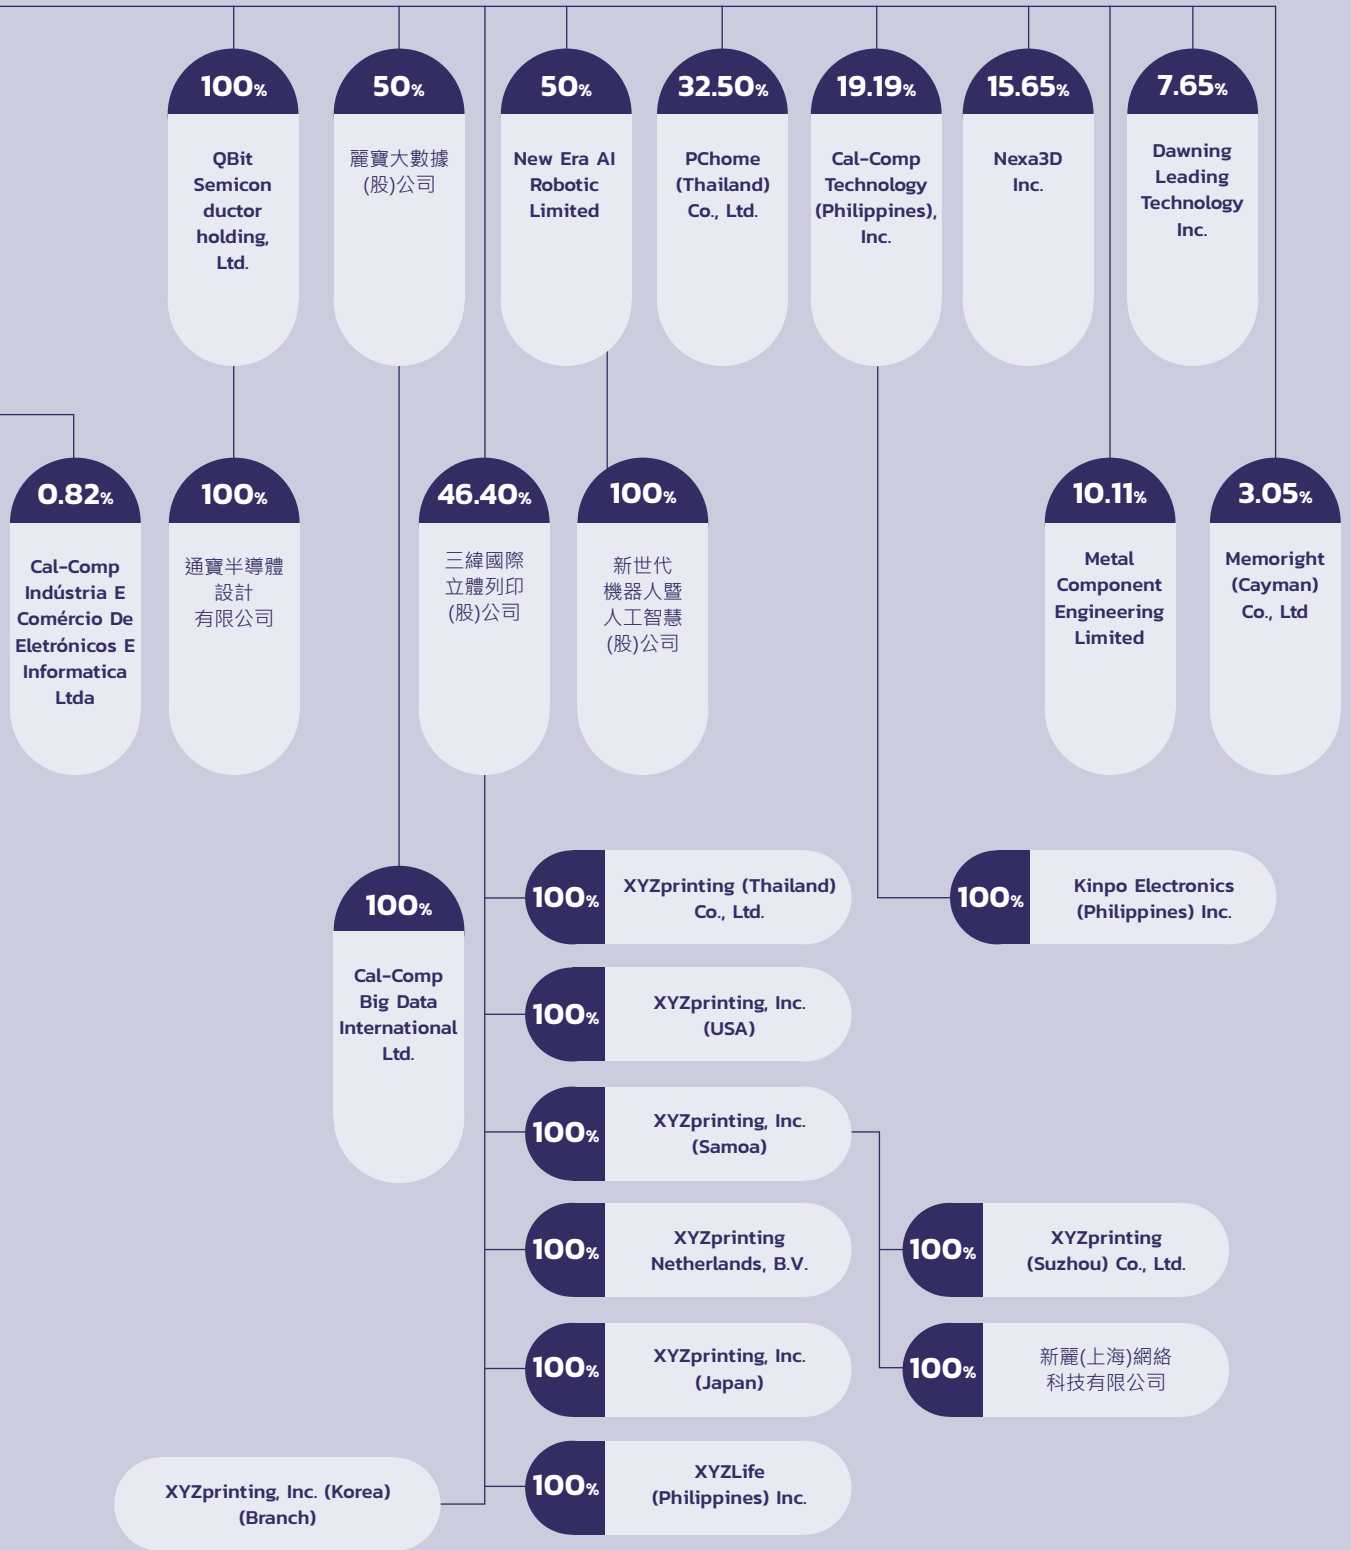 100%
QBit
Semicon
ductor
holding,
Ltd.
50%
麗寶大數據
(股)公司
50%
New Era AI
Robotic
Limited
32.50%
PChome
(Thailand)
Co., Ltd.
19.19%
Cal-Comp
Technology
(Philippines),
Inc.
15.65%
Nexa3D
Inc.
7.65%
Dawning
Leading
Technology
Inc.
0.82%
Cal-Comp
Indústria E
Comércio De
Eletrónicos E
Informatica
Ltda
100%
通寶半導體
設計
有限公司
46.40%
三緯國際
立體列印
(股)公司
100%
新世代
機器人暨
人工智慧
(股)公司
10.11%
Metal
Component
Engineering
Limited
3.05%
Memoright
(Cayman)
Co., Ltd
100%
Cal-Comp
Big Data
International
Ltd.
100%
XYZprinting (Thailand)
Co., Ltd.
100%
Kinpo Electronics
(Philippines) Inc.
100%
XYZprinting, Inc.
(USA)
100%
XYZprinting, Inc.
(Samoa)
100%
XYZprinting
Netherlands, B.V.
100%
XYZprinting
(Suzhou) Co., Ltd.
100%
XYZprinting, Inc.
(Japan)
100%
新麗(上海)網絡
科技有限公司
100%
XYZLife
(Philippines) Inc.
XYZprinting, Inc. (Korea)
(Branch)